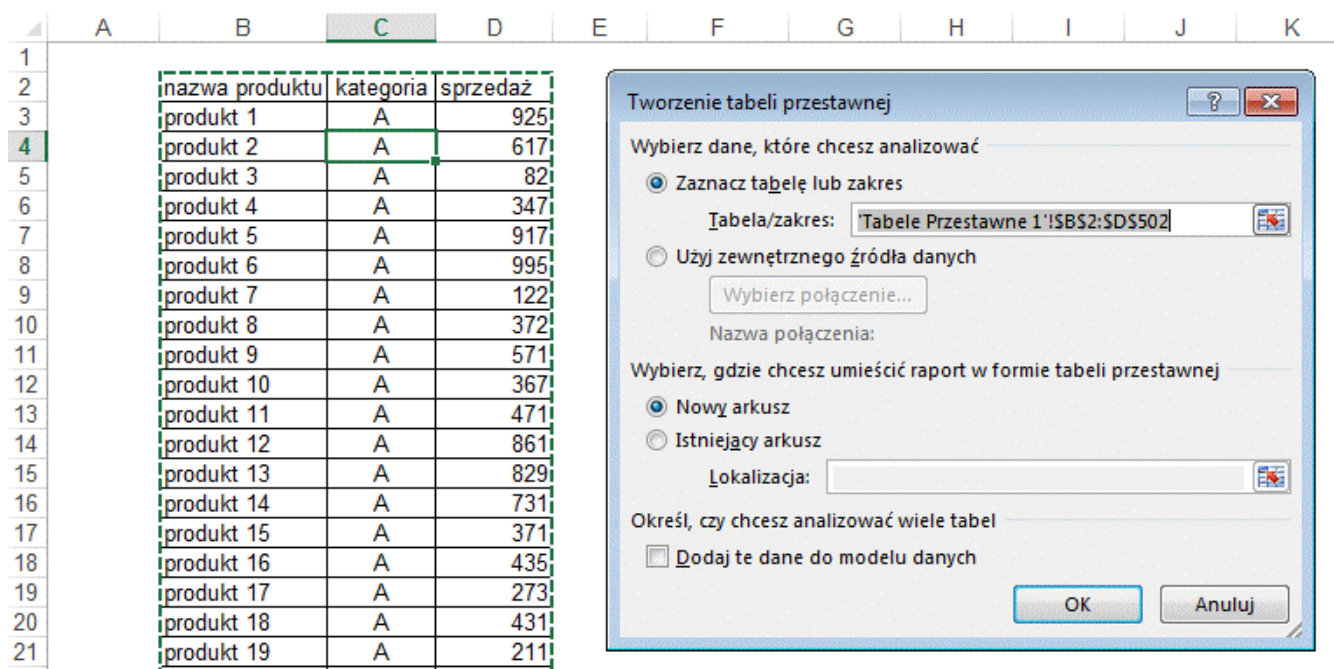 A B C D E F G H I J K
1
2 nazwa produktu kategoria sprzedaż
3 produkt 1 A 925
4 produkt 2 A 617
5 produkt 3 A 82
6 produkt 4 A 347
7 produkt 5 A 917
8 produkt 6 A 995
9 produkt 7 A 122
10 produkt 8 A 372
11 produkt 9 A 571
12 produkt 10 A 367
13 produkt 11 A 471
14 produkt 12 A 861
15 produkt 13 A 829
16 produkt 14 A 731
17 produkt 15 A 371
18 produkt 16 A 435
19 produkt 17 A 273
20 produkt 18 A 431
21 produkt 19 A 211
Tworzenie tabeli przestawnej
Wybierz dane, które chcesz analizować
Zaznacz tabelę lub zakres
Tabela/zakres: 'Tabele Przestawne 1'!$B$2:$D$502
Użyj zewnętrznego źródła danych
Wybierz połączenie...
Nazwa połączenia:
Wybierz, gdzie chcesz umieścić raport w formie tabeli przestawnej
Nowy arkusz
Istniejący arkusz
Lokalizacja:
Określ, czy chcesz analizować wiele tabel
Dodaj te dane do modelu danych
OK Anuluj